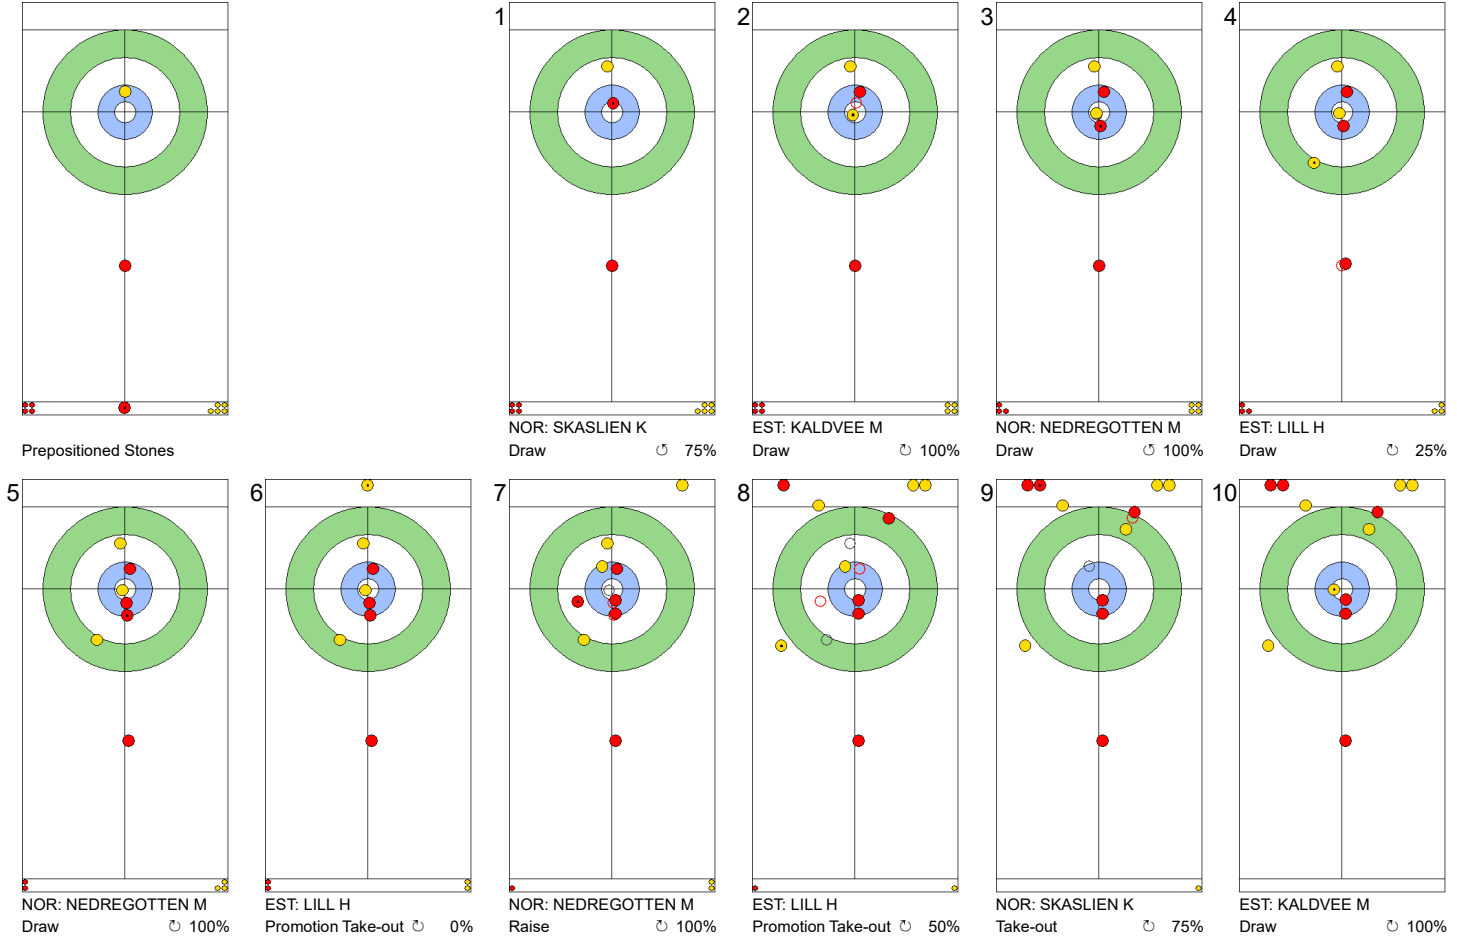 1
2
3
4
Prepositioned Stones
NOR: SKASLIEN K
Draw ↺ 75%
EST: KALDVEE M
Draw ↻ 100%
NOR: NEDREGOTTEN M
Draw ↺ 100%
EST: LILL H
Draw ↻ 25%
5
6
7
8
9
10
NOR: NEDREGOTTEN M
Draw ↻ 100%
EST: LILL H
Promotion Take-out ↻ 0%
NOR: NEDREGOTTEN M
Raise ↻ 100%
EST: LILL H
Promotion Take-out ↻ 50%
NOR: SKASLIEN K
Take-out ↻ 75%
EST: KALDVEE M
Draw ↻ 100%